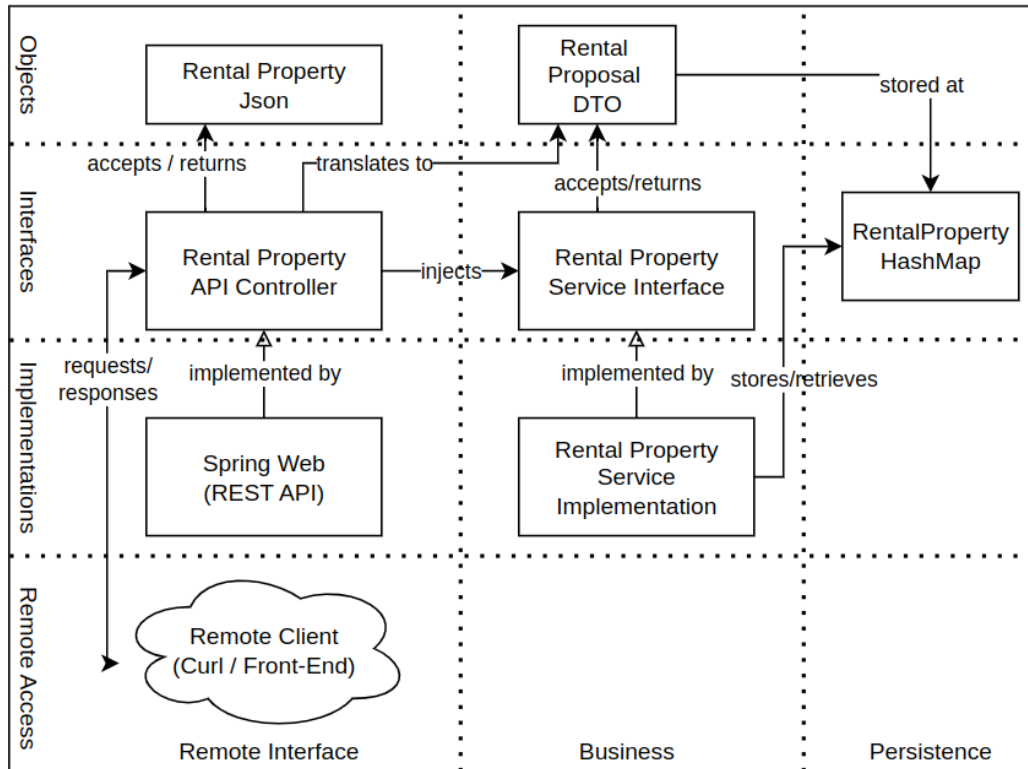 Objects
Rental Property
Json
Rental
Proposal
DTO
stored at
accepts / returns
translates to
accepts/returns
Interfaces
Rental Property
API Controller
injects
Rental Property
Service Interface
RentalProperty
HashMap
requests/
responses
implemented by
implemented by
stores/retrieves
Implementations
Spring Web
(REST API)
Rental Property
Service
Implementation
Remote Access
Remote Client
(Curl / Front-End)
Remote Interface
Business
Persistence